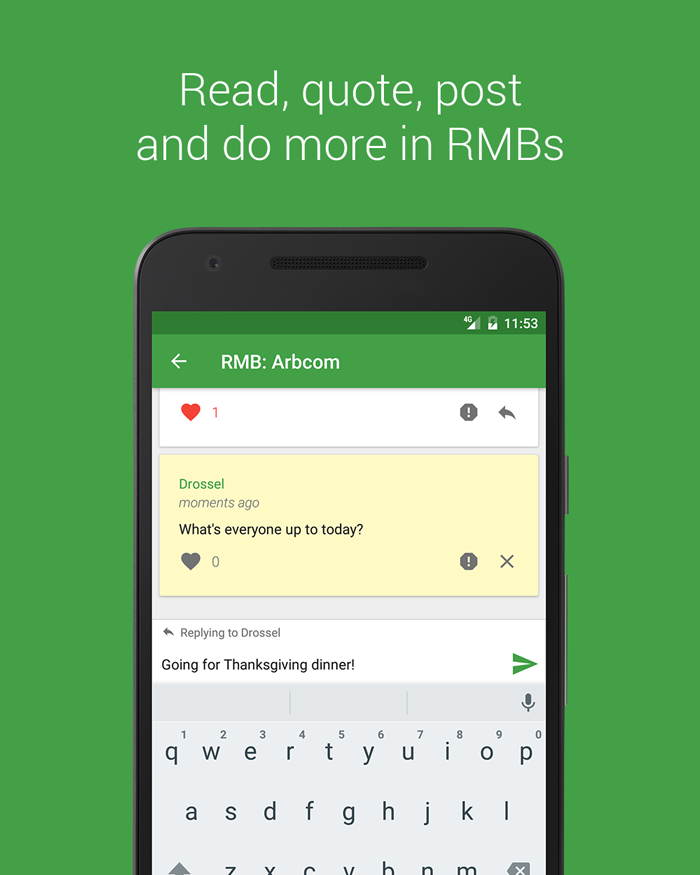 Read, quote, post
and do more in RMBs
4G 11:53
RMB: Arbcom
1
Drossel
moments ago
What's everyone up to today?
0
Replying to Drossel
Going for Thanksgiving dinner!
1 2 3 4 5 6 7 8 9 0
q w e r t y u i o p
a s d f g h j k l
z x c v b n m